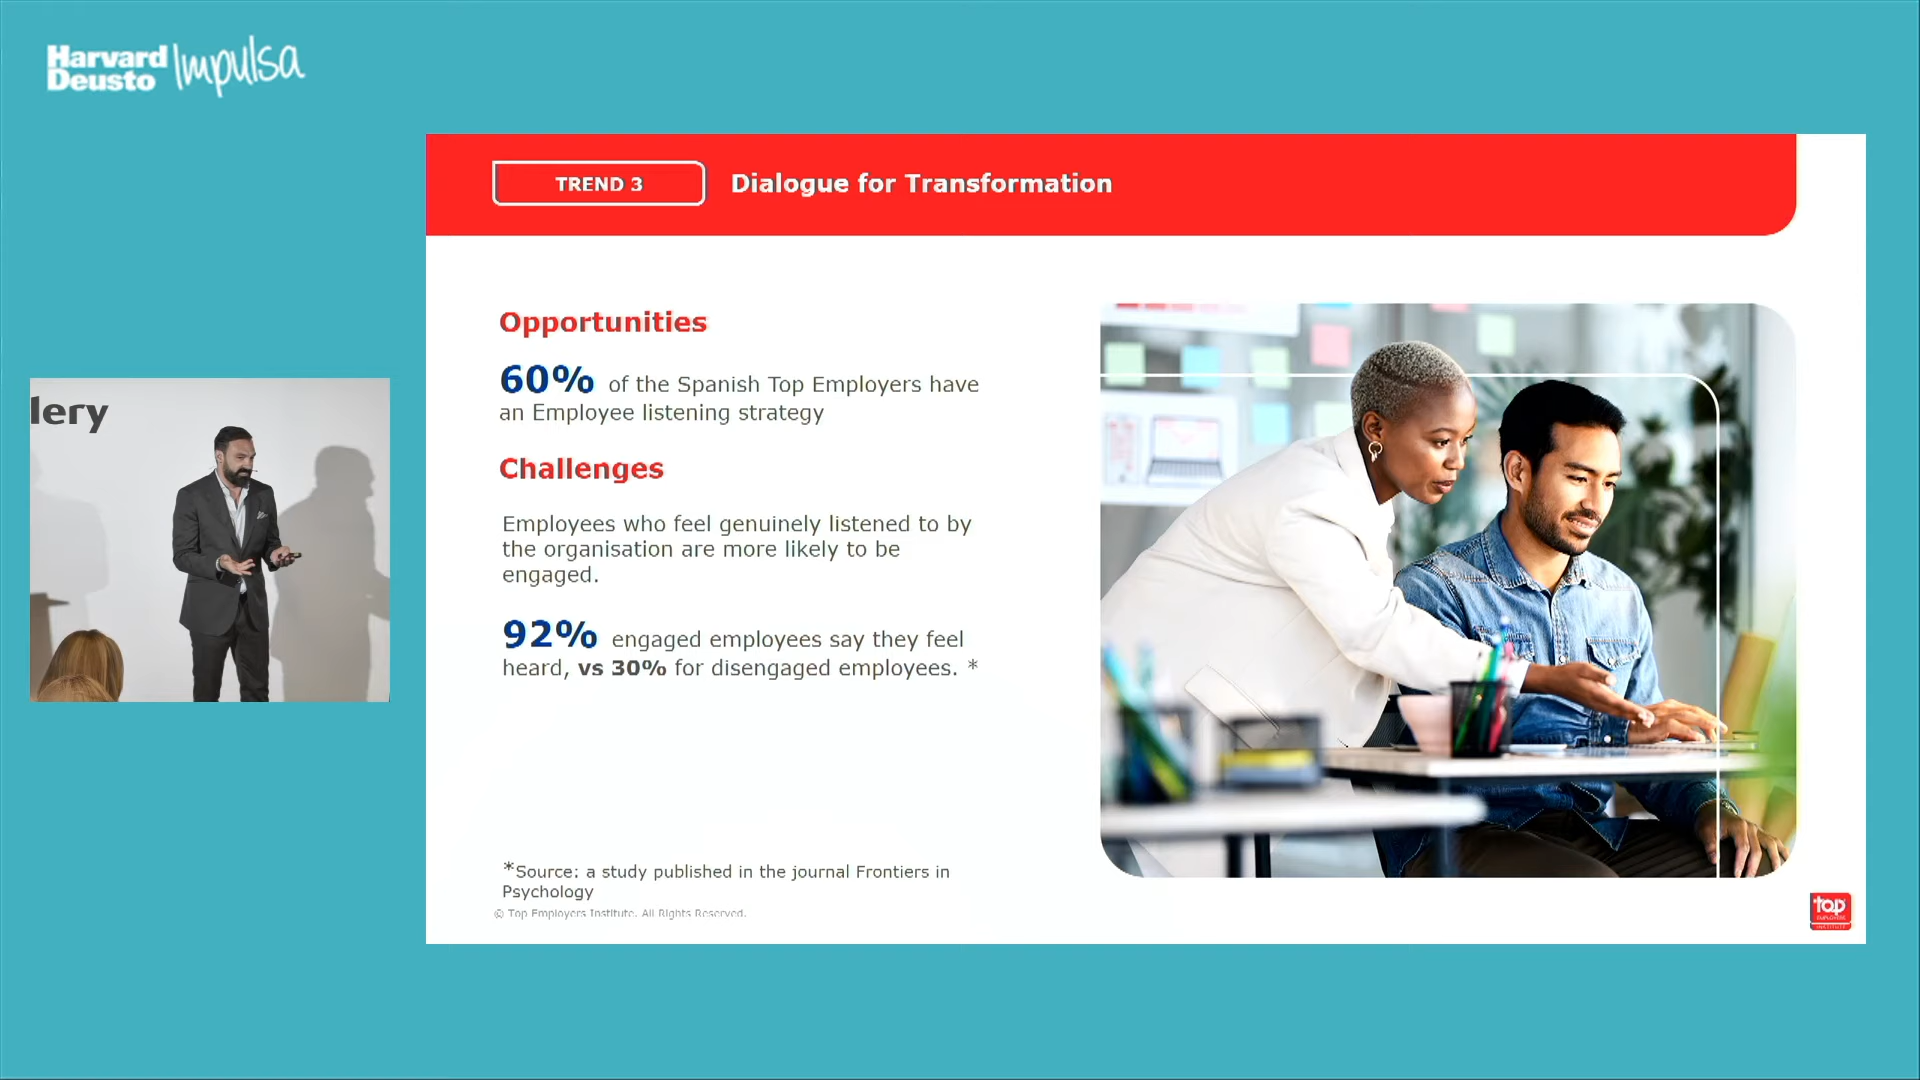 Harvard
Deusto
Impulsa
TREND 3
Dialogue for Transformation
lery
Opportunities
60% of the Spanish Top Employers have
an Employee listening strategy
Challenges
Employees who feel genuinely listened to by
the organisation are more likely to be
engaged.
92% engaged employees say they feel
heard, vs 30% for disengaged employees. *
*Source: a study published in the journal Frontiers in
Psychology
© Top Employers Institute. All Rights Reserved.
top
EMPLOYERS
INSTITUTE